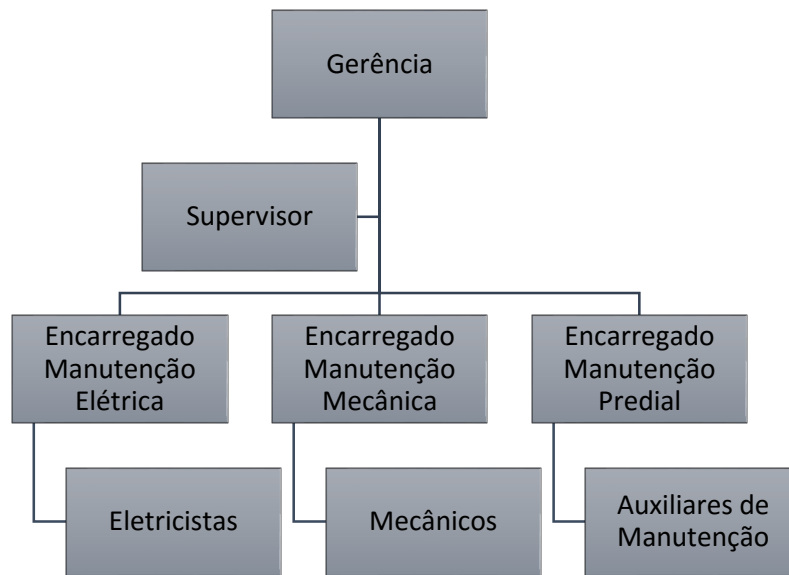 Gerência
Supervisor
Encarregado
Manutenção
Elétrica
Encarregado
Manutenção
Mecânica
Encarregado
Manutenção
Predial
Eletricistas
Mecânicos
Auxiliares de
Manutenção